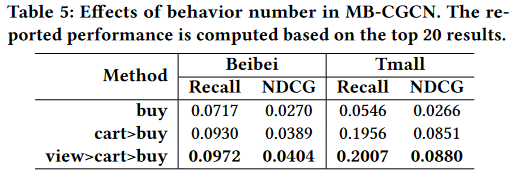 Table 5: Effects of behavior number in MB-CGCN. The re-
ported performance is computed based on the top 20 results.
Method Beibei Tmall
Recall NDCG Recall NDCG
buy 0.0717 0.0270 0.0546 0.0266
cart>buy 0.0930 0.0389 0.1956 0.0851
view>cart>buy 0.0972 0.0404 0.2007 0.0880